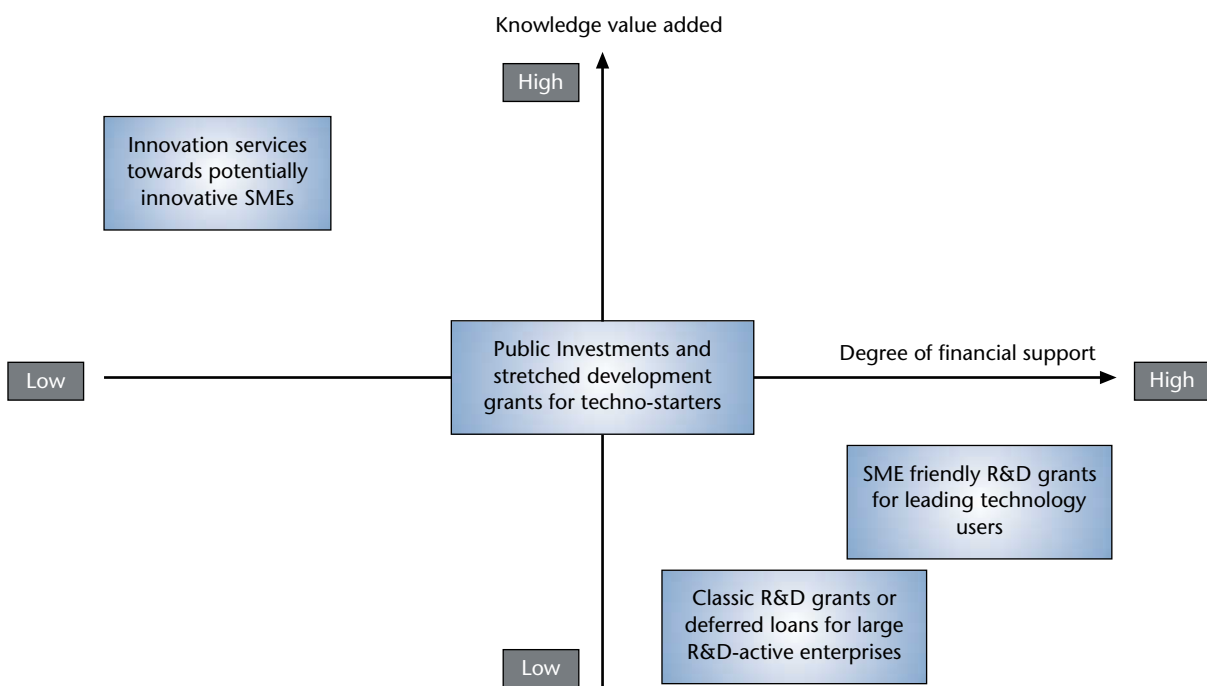 Knowledge value added
High
Innovation services
towards potentially
innovative SMEs
Public Investments and
stretched development
grants for techno-starters
Degree of financial support
Low
High
SME friendly R&D grants
for leading technology
users
Classic R&D grants or
deferred loans for large
R&D-active enterprises
Low